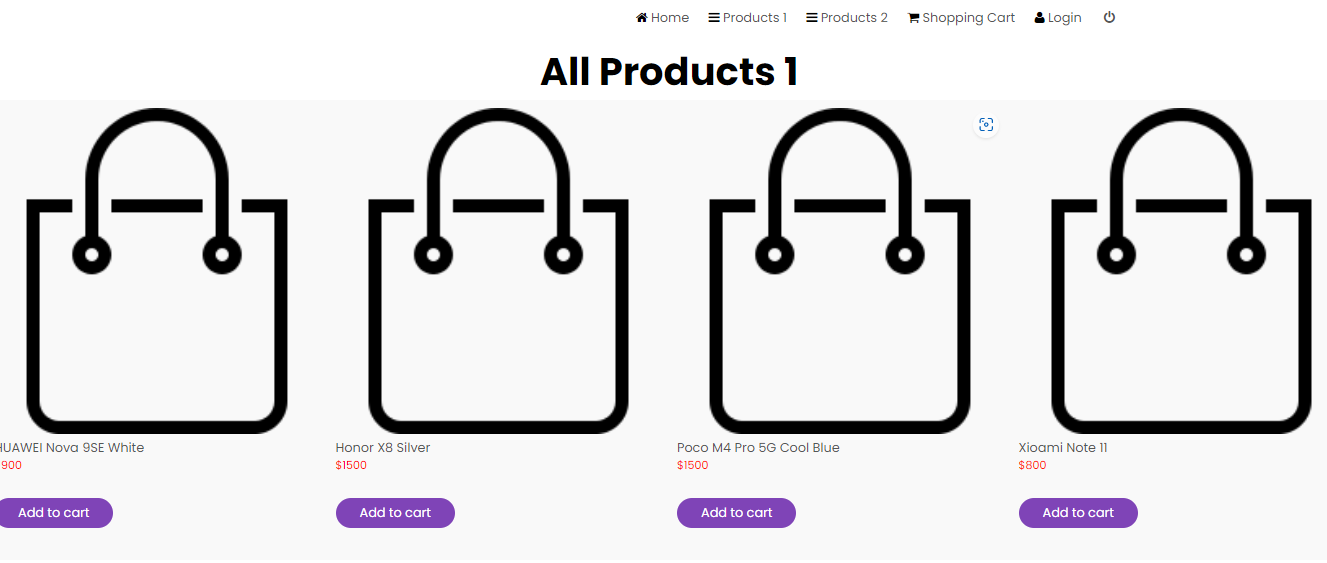 Home Products 1 Products 2 Shopping Cart Login
All Products 1
HUAWEI Nova 9SE White Honor X8 Silver Poco M4 Pro 5G Cool Blue Xioami Note 11
900 $1500 $1500 $800
Add to cart Add to cart Add to cart Add to cart